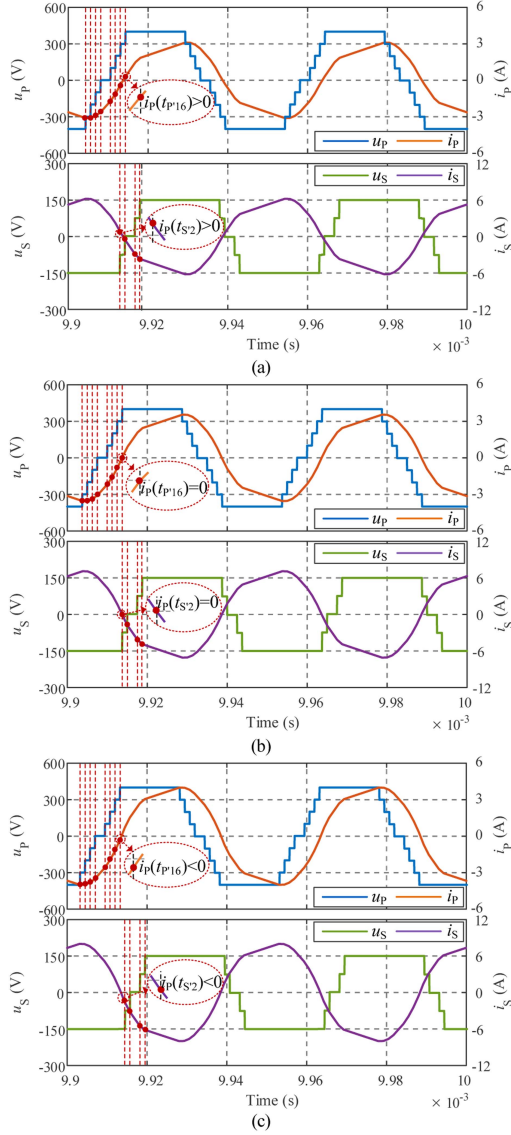 600
300
0
-300
-600
u_P (V)
6
3
0
-3
-6
i_P (A)
i_P(t_P'16)>0
u_P i_P
300
150
0
-150
-300
u_S (V)
12
6
0
-6
-12
i_S (A)
i_P(t_S'2)>0
u_S i_S
9.9 9.92 9.94 9.96 9.98 10
Time (s) × 10⁻³
(a)
600
300
0
-300
-600
u_P (V)
6
3
0
-3
-6
i_P (A)
i_P(t_P'16)=0
u_P i_P
300
150
0
-150
-300
u_S (V)
12
6
0
-6
-12
i_S (A)
i_P(t_S'2)=0
u_S i_S
9.9 9.92 9.94 9.96 9.98 10
Time (s) × 10⁻³
(b)
600
300
0
-300
-600
u_P (V)
6
3
0
-3
-6
i_P (A)
i_P(t_P'16)<0
u_P i_P
300
150
0
-150
-300
u_S (V)
12
6
0
-6
-12
i_S (A)
i_P(t_S'2)<0
u_S i_S
9.9 9.92 9.94 9.96 9.98 10
Time (s) × 10⁻³
(c)